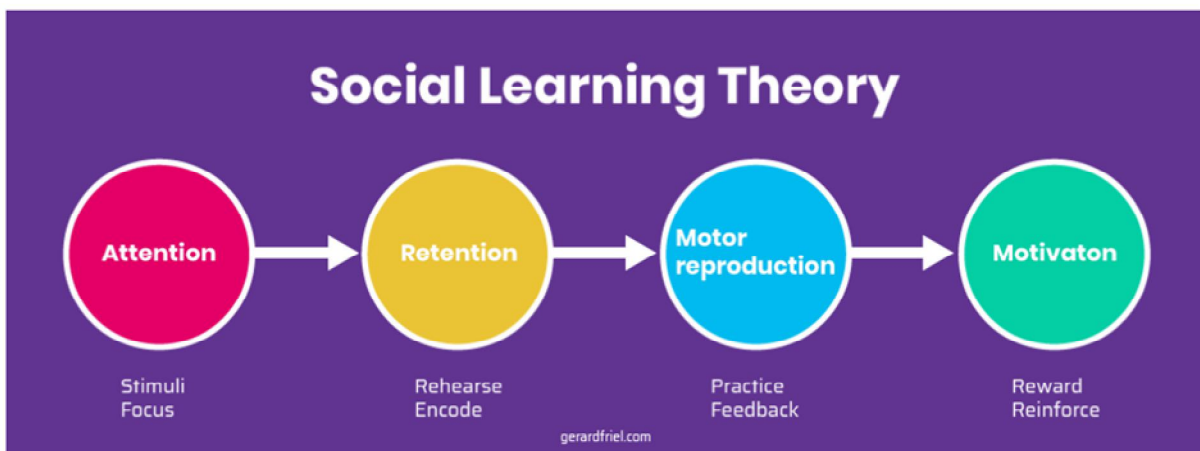 Social Learning Theory
Attention
Retention
Motor
reproduction
Motivaton
Stimuli
Focus
Rehearse
Encode
Practice
Feedback
Reward
Reinforce
gerardfriel.com